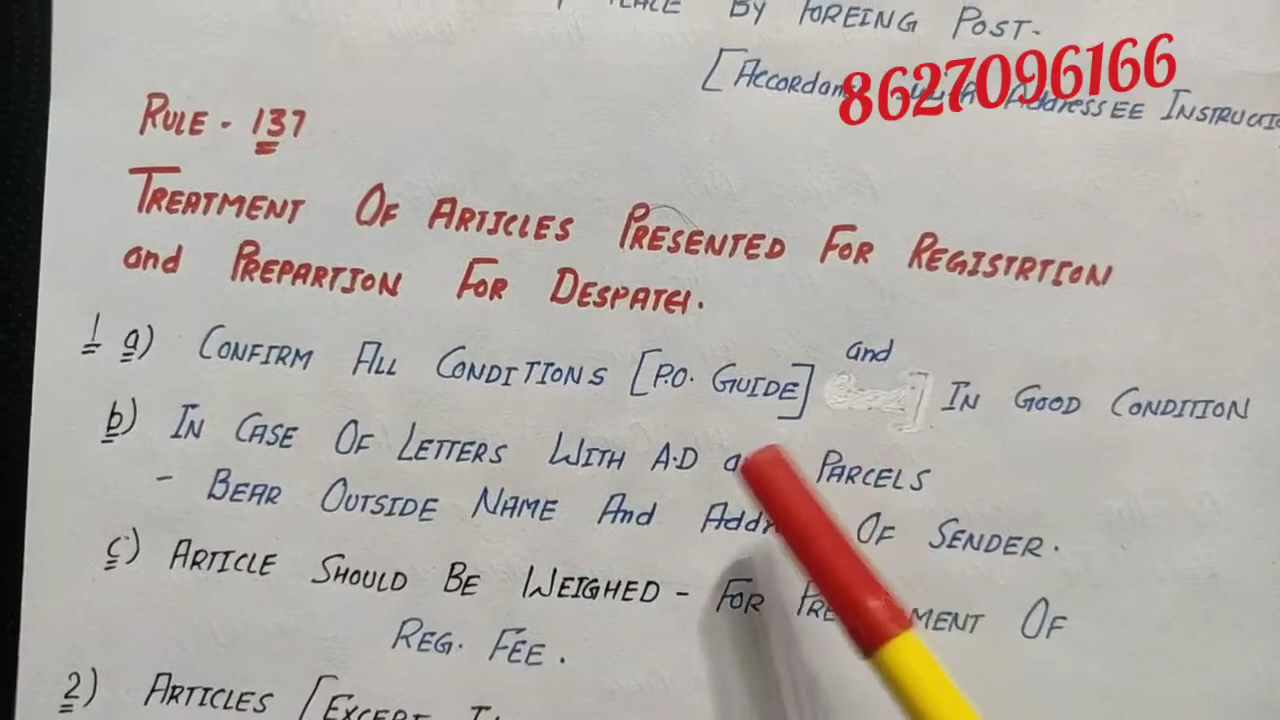 PLACE BY FOREING POST.
8627096166
[ADDRESSEE
RULE - 137
TREATMENT OF ARTICLES PRESENTED FOR REGISTRTION
and PREPARTION FOR DESPATCH.
1 a) CONFIRM ALL CONDITIONS [P.O. GUIDE] and ] IN GOOD CONDITION
b) IN CASE OF LETTERS WITH A.D PARCELS
- BEAR OUTSIDE NAME And OF SENDER.
c) ARTICLE SHOULD BE WEIGHED - FOR OF
REG. FEE.
2) ARTICLES [EXCEPT